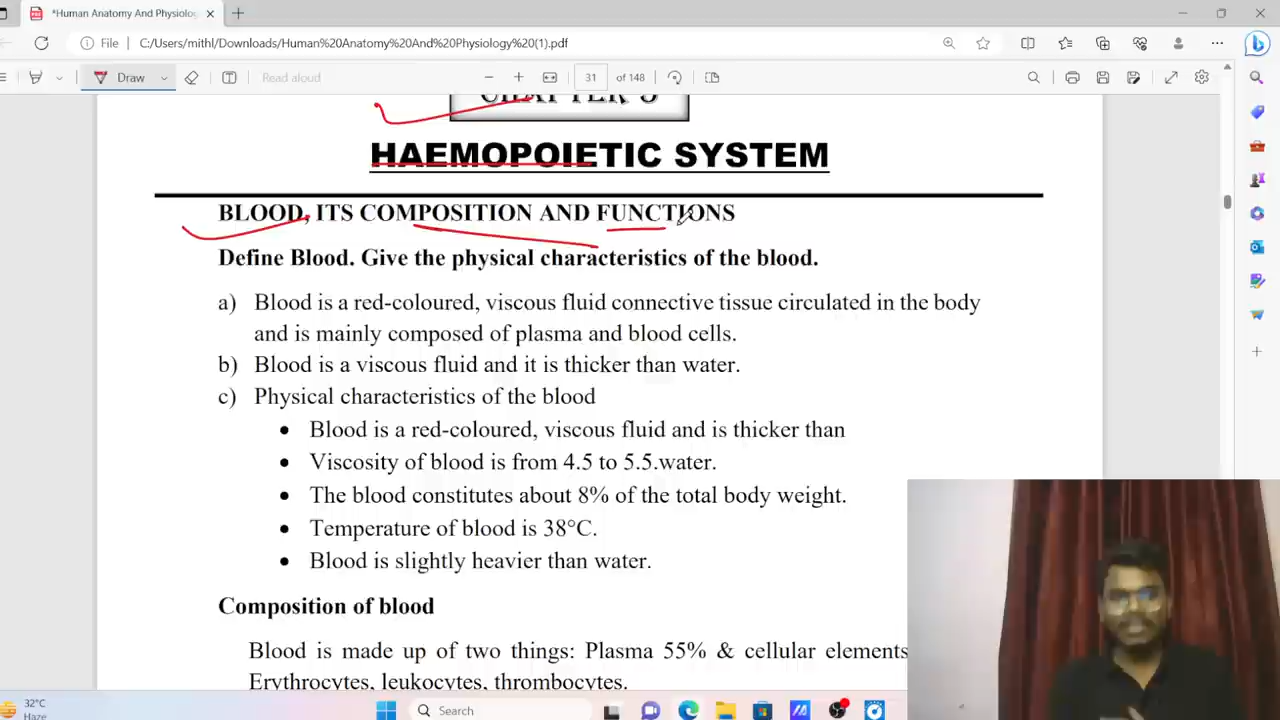 *Human Anatomy And Physiolog
File C:/Users/mithl/Downloads/Human%20Anatomy%20And%20Physiology%20(1).pdf
Draw Read aloud 31 of 148
CHAPTER 3
HAEMOPOIETIC SYSTEM
BLOOD, ITS COMPOSITION AND FUNCTIONS
Define Blood. Give the physical characteristics of the blood.
a) Blood is a red-coloured, viscous fluid connective tissue circulated in the body
and is mainly composed of plasma and blood cells.
b) Blood is a viscous fluid and it is thicker than water.
c) Physical characteristics of the blood
• Blood is a red-coloured, viscous fluid and is thicker than
• Viscosity of blood is from 4.5 to 5.5.water.
• The blood constitutes about 8% of the total body weight.
• Temperature of blood is 38°C.
• Blood is slightly heavier than water.
Composition of blood
Blood is made up of two things: Plasma 55% & cellular elements
Erythrocytes, leukocytes, thrombocytes.
32°C
Haze
Search